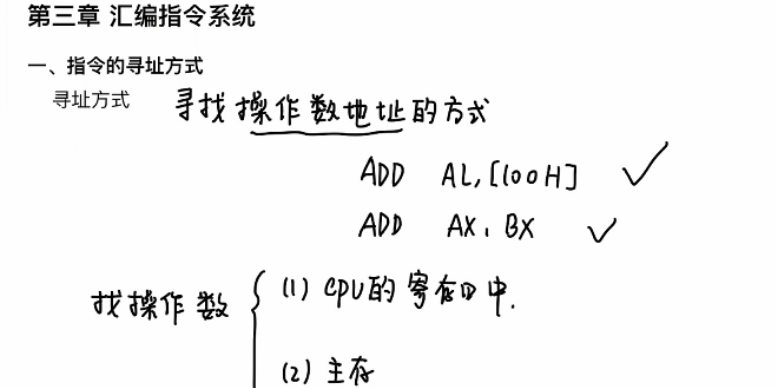 第三章 汇编指令系统
一、指令的寻址方式
寻址方式 寻找操作数地址的方式
ADD AL,[100H]
ADD AX,BX
找操作数
(1) CPU的寄存中.
(2) 主存